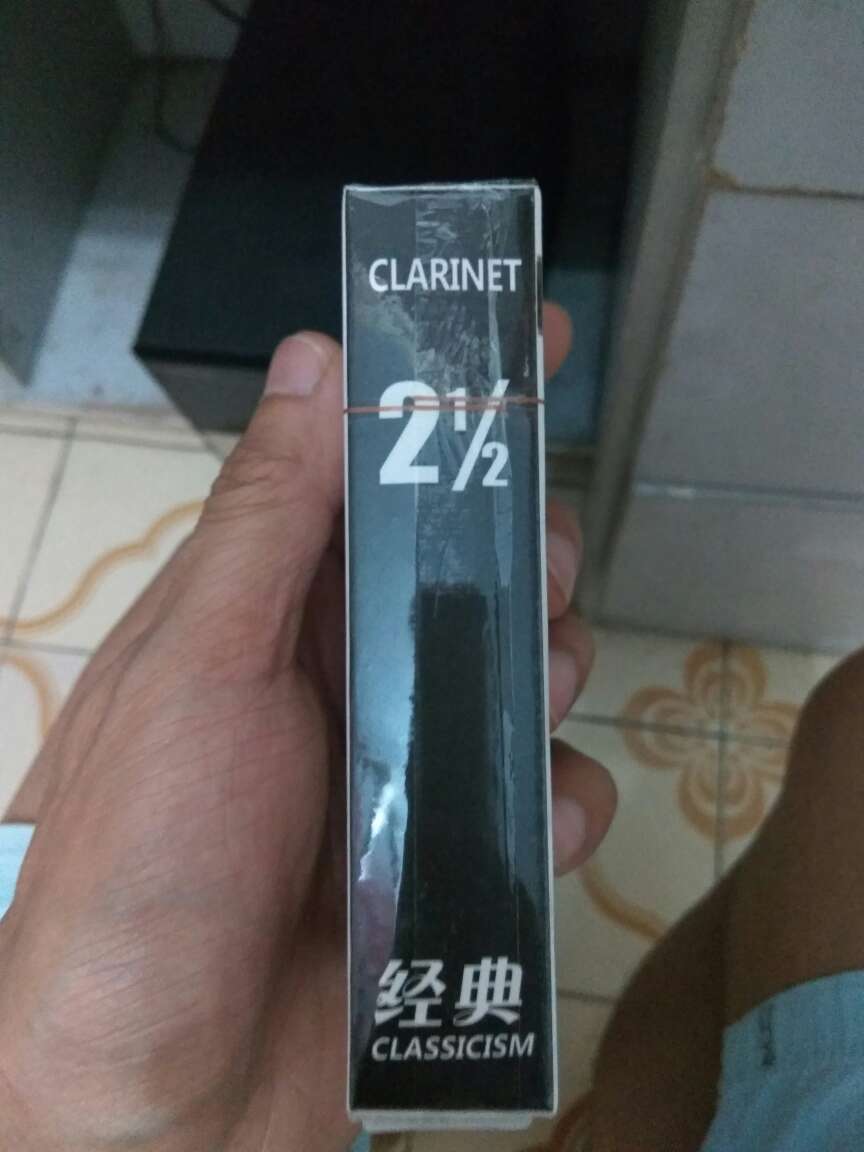 CLARINET
2½
经典
CLASSICISM